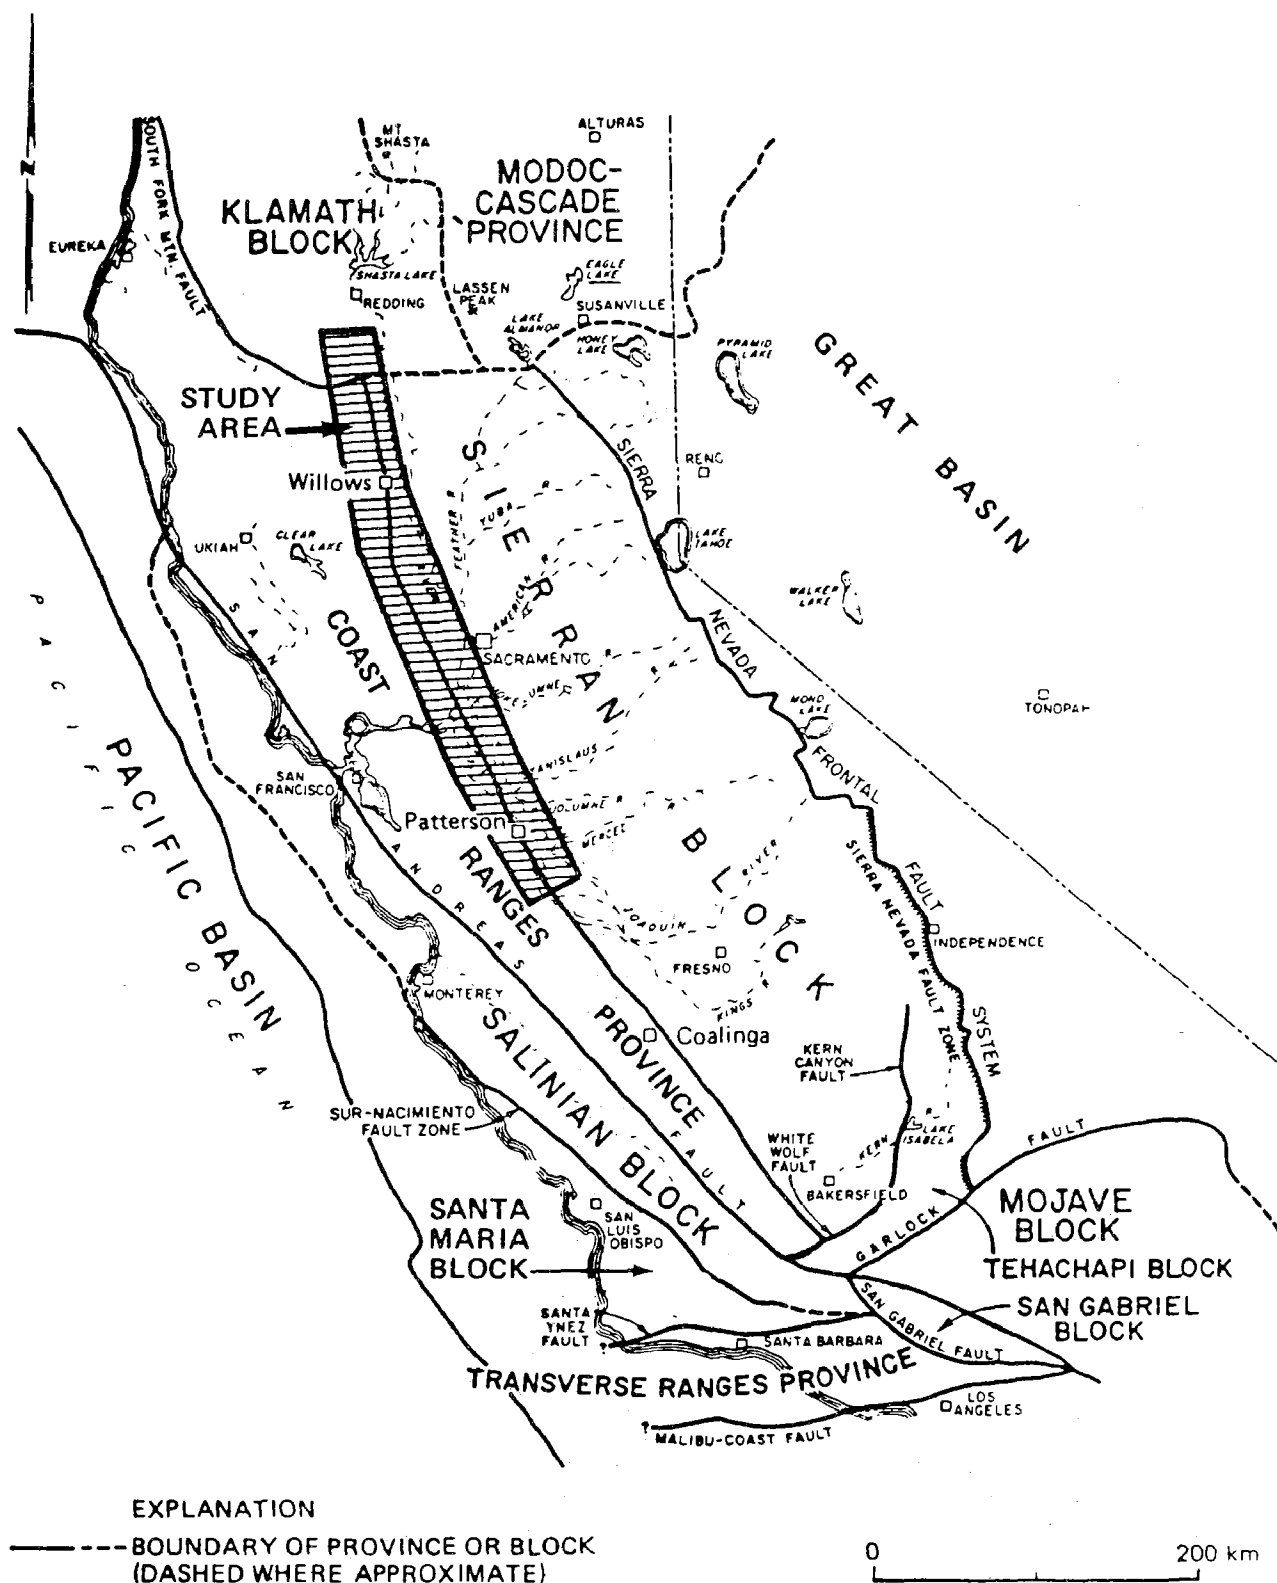 N
MT
SHASTA
ALTURAS
SOUTH FORK MTN. FAULT
MODOC-
CASCADE
PROVINCE
KLAMATH
BLOCK
EUREKA
SHASTA LAKE
EAGLE
LAKE
REDDING
LASSEN
PEAK
SUSANVILLE
LAKE
ALMANOR
HONEY
LAKE
PYRAMID
LAKE
GREAT BASIN
STUDY
AREA
SIERRAN
BLOCK
SIERRA
NEVADA
FRONTAL
FAULT
SYSTEM
RENO
Willows
FEATHER R
YUBA R
UKIAH
CLEAR
LAKE
LAKE
TAHOE
AMERICAN R
WALKER
LAKE
COAST
RANGES
PROVINCE
SACRAMENTO
TONOPAH
MONO
LAKE
PACIFIC
OCEAN
PACIFIC BASIN
SAN
ANDREAS
FAULT
SAN
FRANCISCO
Patterson
MERCED
RIVER
JOAQUIN
SIERRA NEVADA FAULT ZONE
INDEPENDENCE
FRESNO
KINGS R
MONTEREY
SALINIAN BLOCK
Coalinga
KERN
CANYON
FAULT
SUR-NACIMIENTO
FAULT ZONE
KERN R
LAKE
ISABELA
WHITE
WOLF
FAULT
BAKERSFIELD
GARLOCK
FAULT
MOJAVE
BLOCK
SANTA
MARIA
BLOCK
SAN
LUIS
OBISPO
TEHACHAPI BLOCK
SAN GABRIEL
BLOCK
SAN GABRIEL FAULT
SANTA
YNEZ
FAULT
?
SANTA BARBARA
TRANSVERSE RANGES PROVINCE
LOS
ANGELES
?
MALIBU-COAST FAULT
EXPLANATION
BOUNDARY OF PROVINCE OR BLOCK
(DASHED WHERE APPROXIMATE)
0 200 km